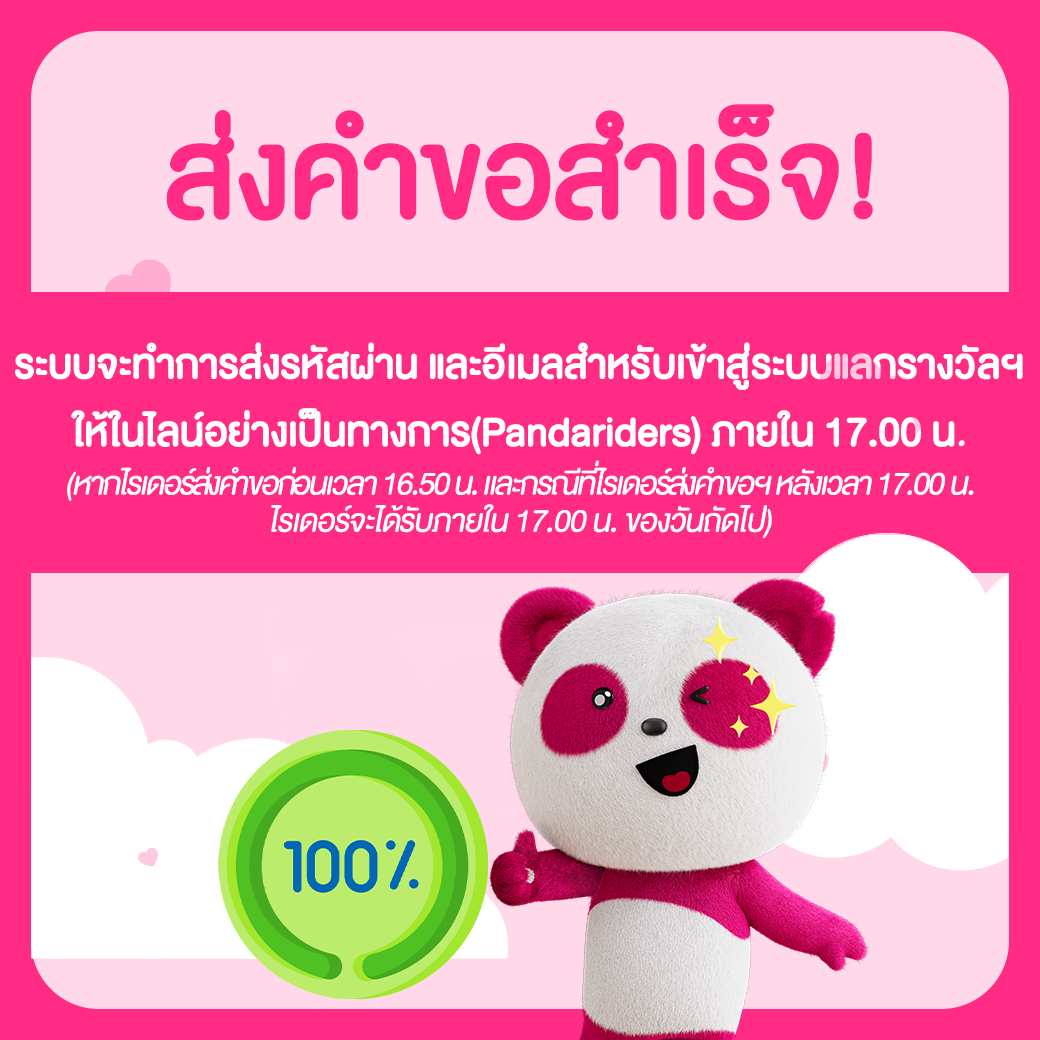 ส่งคำขอสำเร็จ!
ระบบจะทำการส่งรหัสผ่าน และอีเมลสำหรับเข้าสู่ระบบแลกรางวัลฯ
ให้ในไลน์อย่างเป็นทางการ(Pandariders) ภายใน 17.00 น.
(หากไรเดอร์ส่งคำขอก่อนเวลา 16.50 น. และกรณีที่ไรเดอร์ส่งคำขอฯ หลังเวลา 17.00 น.
ไรเดอร์จะได้รับภายใน 17.00 น. ของวันถัดไป)
100%